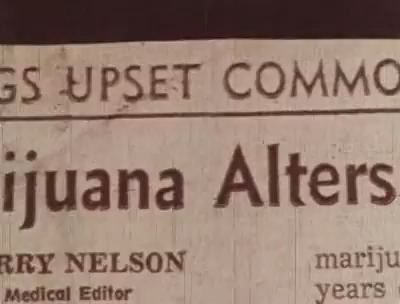 GS UPSET COMMO
ijuana Alters
RRY NELSON
Medical Editor
mariju
years